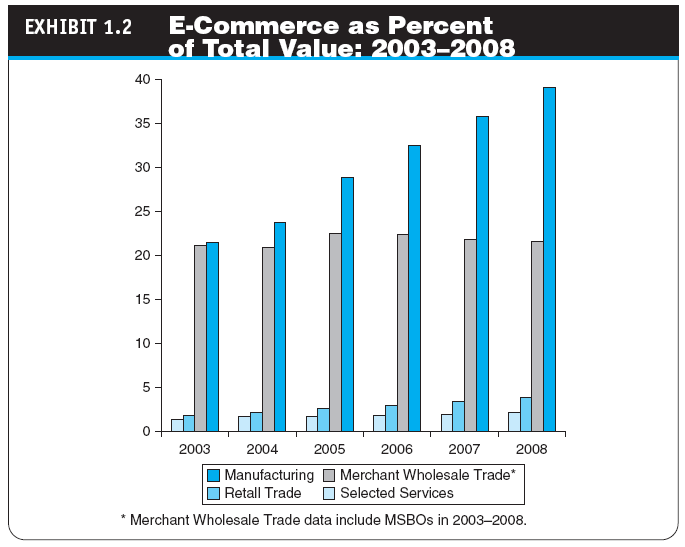 EXHIBIT 1.2
E-Commerce as Percent
of Total Value: 2003–2008
40
35
30
25
20
15
10
5
0
2003 2004 2005 2006 2007 2008
Manufacturing Merchant Wholesale Trade*
Retall Trade Selected Services
* Merchant Wholesale Trade data include MSBOs in 2003–2008.